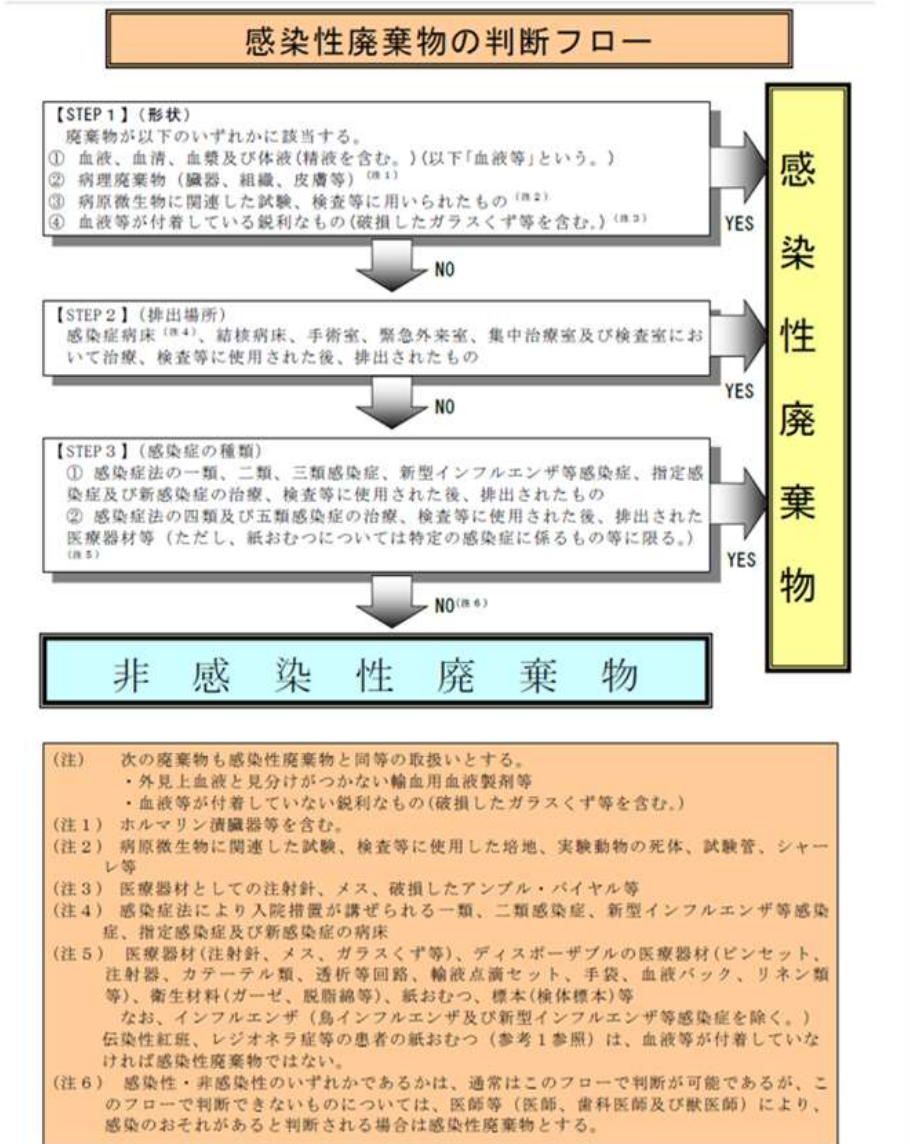 感染性廃棄物の判断フロー
【STEP1】(形状)
廃棄物が以下のいずれかに該当する。
① 血液、血清、血漿及び体液(精液を含む。)(以下「血液等」という。)
② 病理廃棄物(臓器、組織、皮膚等)(注1)
③ 病原微生物に関連した試験、検査等に用いられたもの(注2)
④ 血液等が付着している鋭利なもの(破損したガラスくず等を含む。)(注3)
YES
NO
【STEP2】(排出場所)
感染症病床(注4)、結核病床、手術室、緊急外来室、集中治療室及び検査室にお
いて治療、検査等に使用された後、排出されたもの
YES
NO
【STEP3】(感染症の種類)
① 感染症法の一類、二類、三類感染症、新型インフルエンザ等感染症、指定感
染症及び新感染症の治療、検査等に使用された後、排出されたもの
② 感染症法の四類及び五類感染症の治療、検査等に使用された後、排出された
医療器材等(ただし、紙おむつについては特定の感染症に係るもの等に限る。)
(注5)
YES
NO(注6)
感染性廃棄物
非感染性廃棄物
(注) 次の廃棄物も感染性廃棄物と同等の取扱いとする。
・外見上血液と見分けがつかない輸血用血液製剤等
・血液等が付着していない鋭利なもの(破損したガラスくず等を含む。)
(注1) ホルマリン漬臓器等を含む。
(注2) 病原微生物に関連した試験、検査等に使用した培地、実験動物の死体、試験管、シャー
レ等
(注3) 医療器材としての注射針、メス、破損したアンプル・バイヤル等
(注4) 感染症法により入院措置が講ぜられる一類、二類感染症、新型インフルエンザ等感染
症、指定感染症及び新感染症の病床
(注5) 医療器材(注射針、メス、ガラスくず等)、ディスポーザブルの医療器材(ピンセット、
注射器、カテーテル類、透析等回路、輸液点滴セット、手袋、血液バック、リネン類
等)、衛生材料(ガーゼ、脱脂綿等)、紙おむつ、標本(検体標本)等
なお、インフルエンザ(鳥インフルエンザ及び新型インフルエンザ等感染症を除く。)
伝染性紅斑、レジオネラ症等の患者の紙おむつ(参考1参照)は、血液等が付着していな
ければ感染性廃棄物ではない。
(注6) 感染性・非感染性のいずれかであるかは、通常はこのフローで判断が可能であるが、こ
のフローで判断できないものについては、医師等(医師、歯科医師及び獣医師)により、
感染のおそれがあると判断される場合は感染性廃棄物とする。